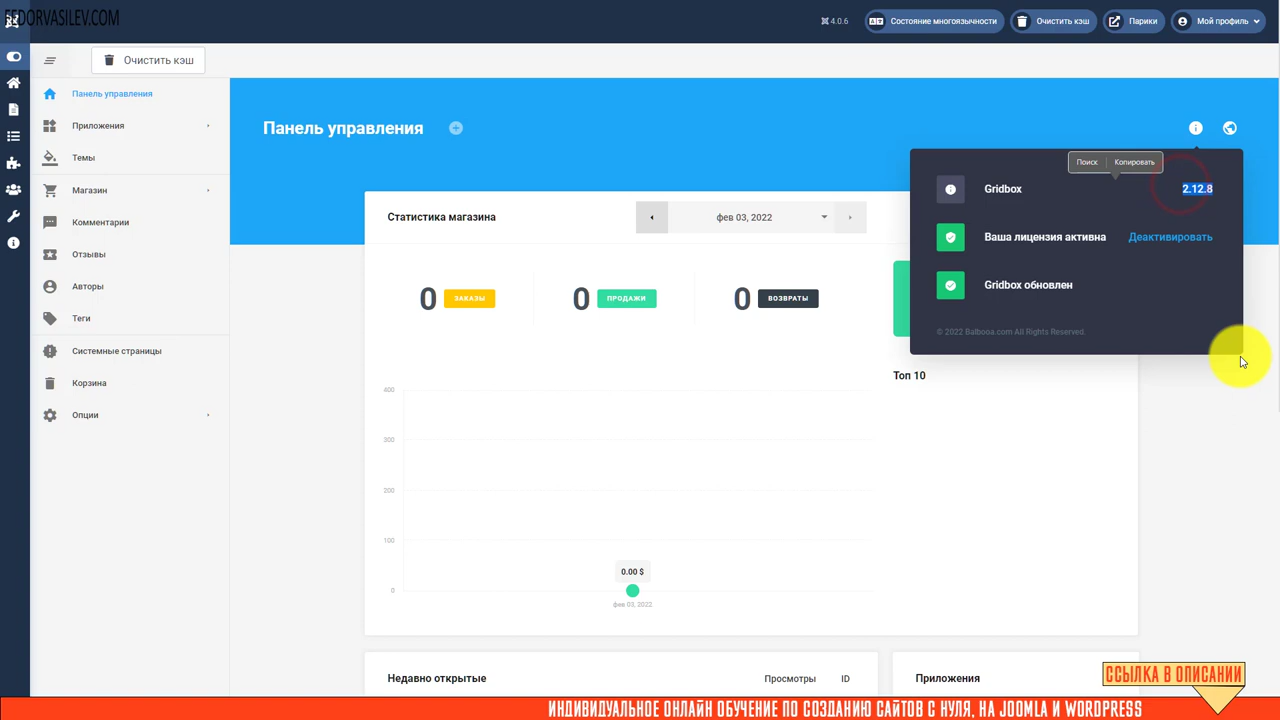 FEDORVASILEV.COM
4.0.6
Состояние многоязычности
Очистить кэш
Парики
Мой профиль
Очистить кэш
Панель управления
Приложения
Темы
Магазин
Комментарии
Отзывы
Авторы
Теги
Системные страницы
Корзина
Опции
Панель управления
Поиск
Копировать
Gridbox
2.12.8
Ваша лицензия активна
Деактивировать
Gridbox обновлен
© 2022 Balbooa.com All Rights Reserved.
Статистика магазина
фев 03, 2022
0 ЗАКАЗЫ
0 ПРОДАЖИ
0 ВОЗВРАТЫ
Топ 10
400
300
200
100
0
0.00 $
фев 03, 2022
Недавно открытые
Просмотры
ID
Приложения
ССЫЛКА В ОПИСАНИИ
ИНДИВИДУАЛЬНОЕ ОНЛАЙН ОБУЧЕНИЕ ПО СОЗДАНИЮ САЙТОВ С НУЛЯ, НА JOOMLA И WORDPRESS